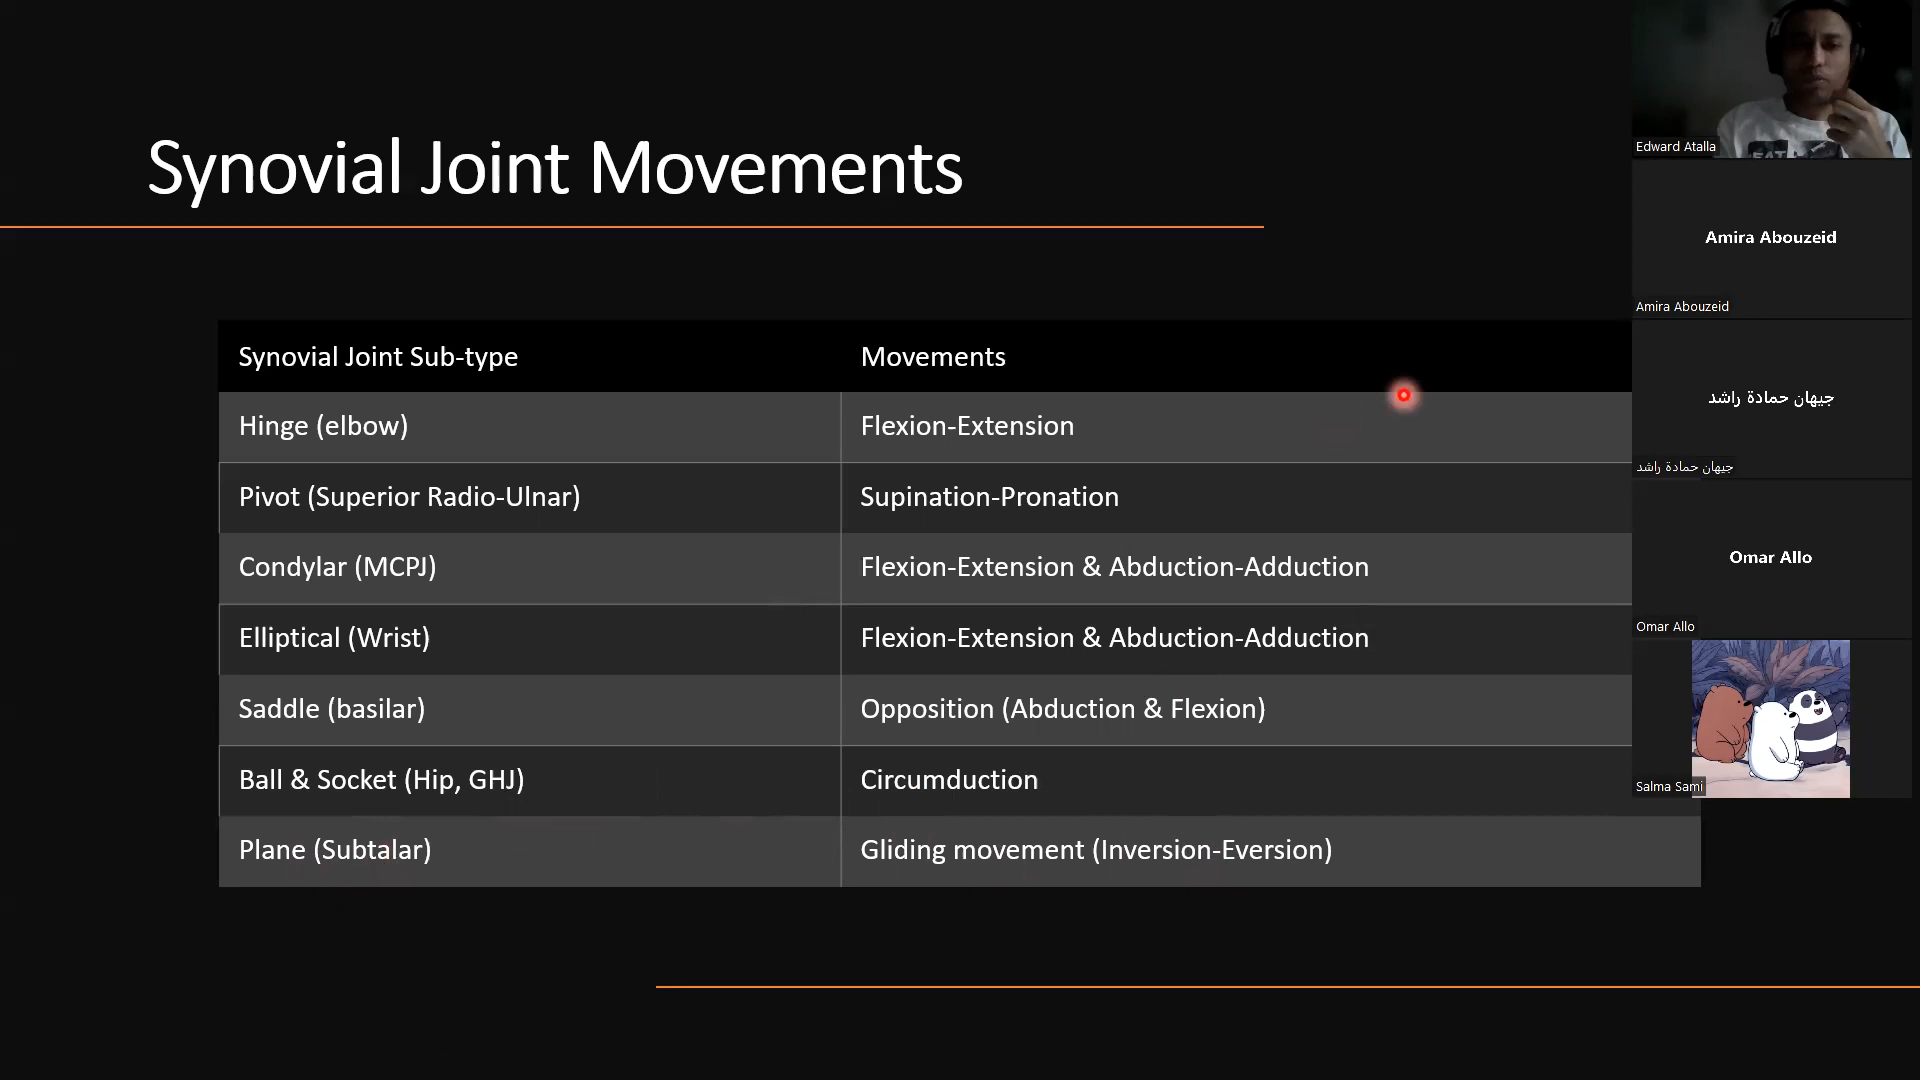 Synovial Joint Movements
Synovial Joint Sub-type Movements
Hinge (elbow) Flexion-Extension
Pivot (Superior Radio-Ulnar) Supination-Pronation
Condylar (MCPJ) Flexion-Extension & Abduction-Adduction
Elliptical (Wrist) Flexion-Extension & Abduction-Adduction
Saddle (basilar) Opposition (Abduction & Flexion)
Ball & Socket (Hip, GHJ) Circumduction
Plane (Subtalar) Gliding movement (Inversion-Eversion)
Edward Atalla
Amira Abouzeid
Amira Abouzeid
جيهان حمادة راشد
جيهان حمادة راشد
Omar Allo
Omar Allo
Salma Sami